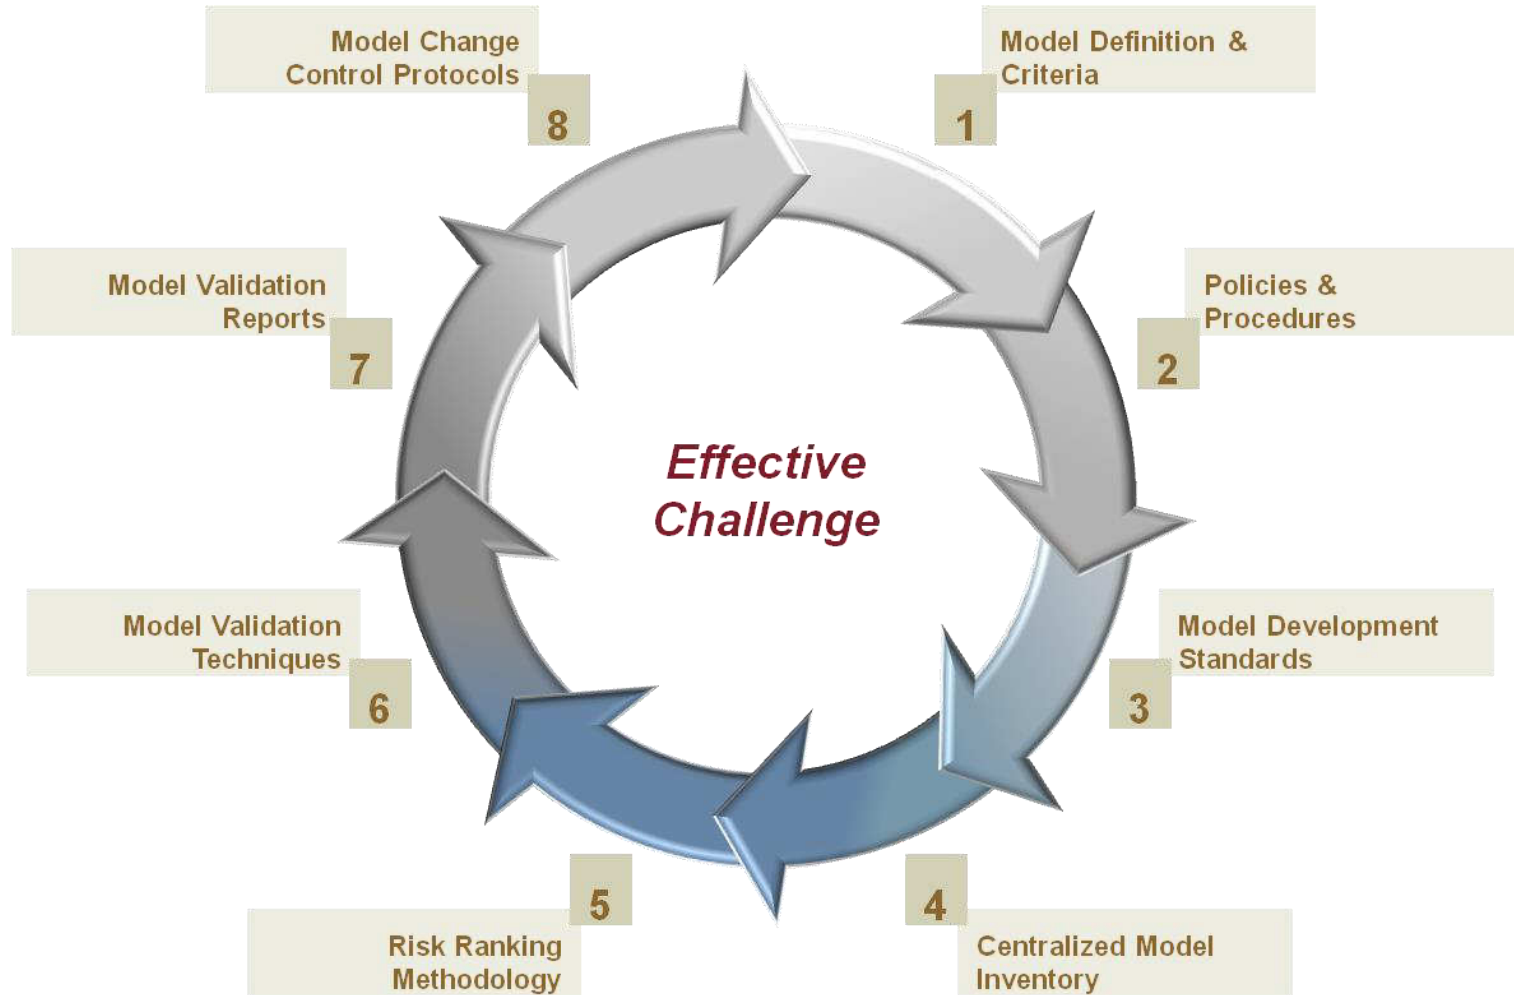 Model Definition &
Criteria
1
Policies &
Procedures
2
Model Development
Standards
3
4
Centralized Model
Inventory
5
Risk Ranking
Methodology
Model Validation
Techniques
6
Model Validation
Reports
7
Model Change
Control Protocols
8
Effective
Challenge